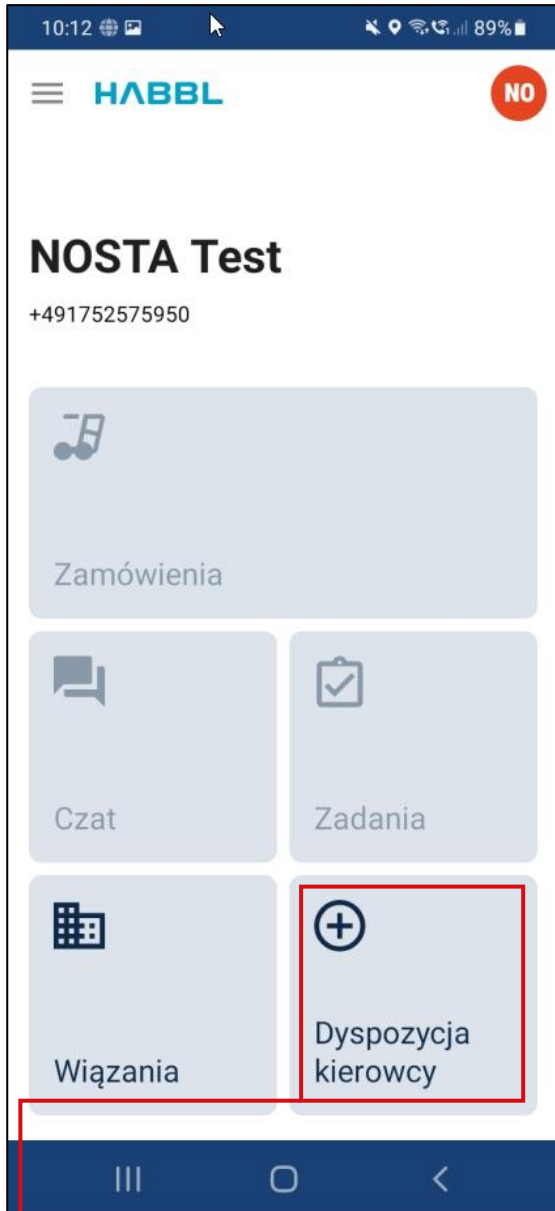 10:12 89%
HABBL NO
NOSTA Test
+491752575950
Zamówienia
Czat Zadania
Wiązania Dyspozycja
kierowcy